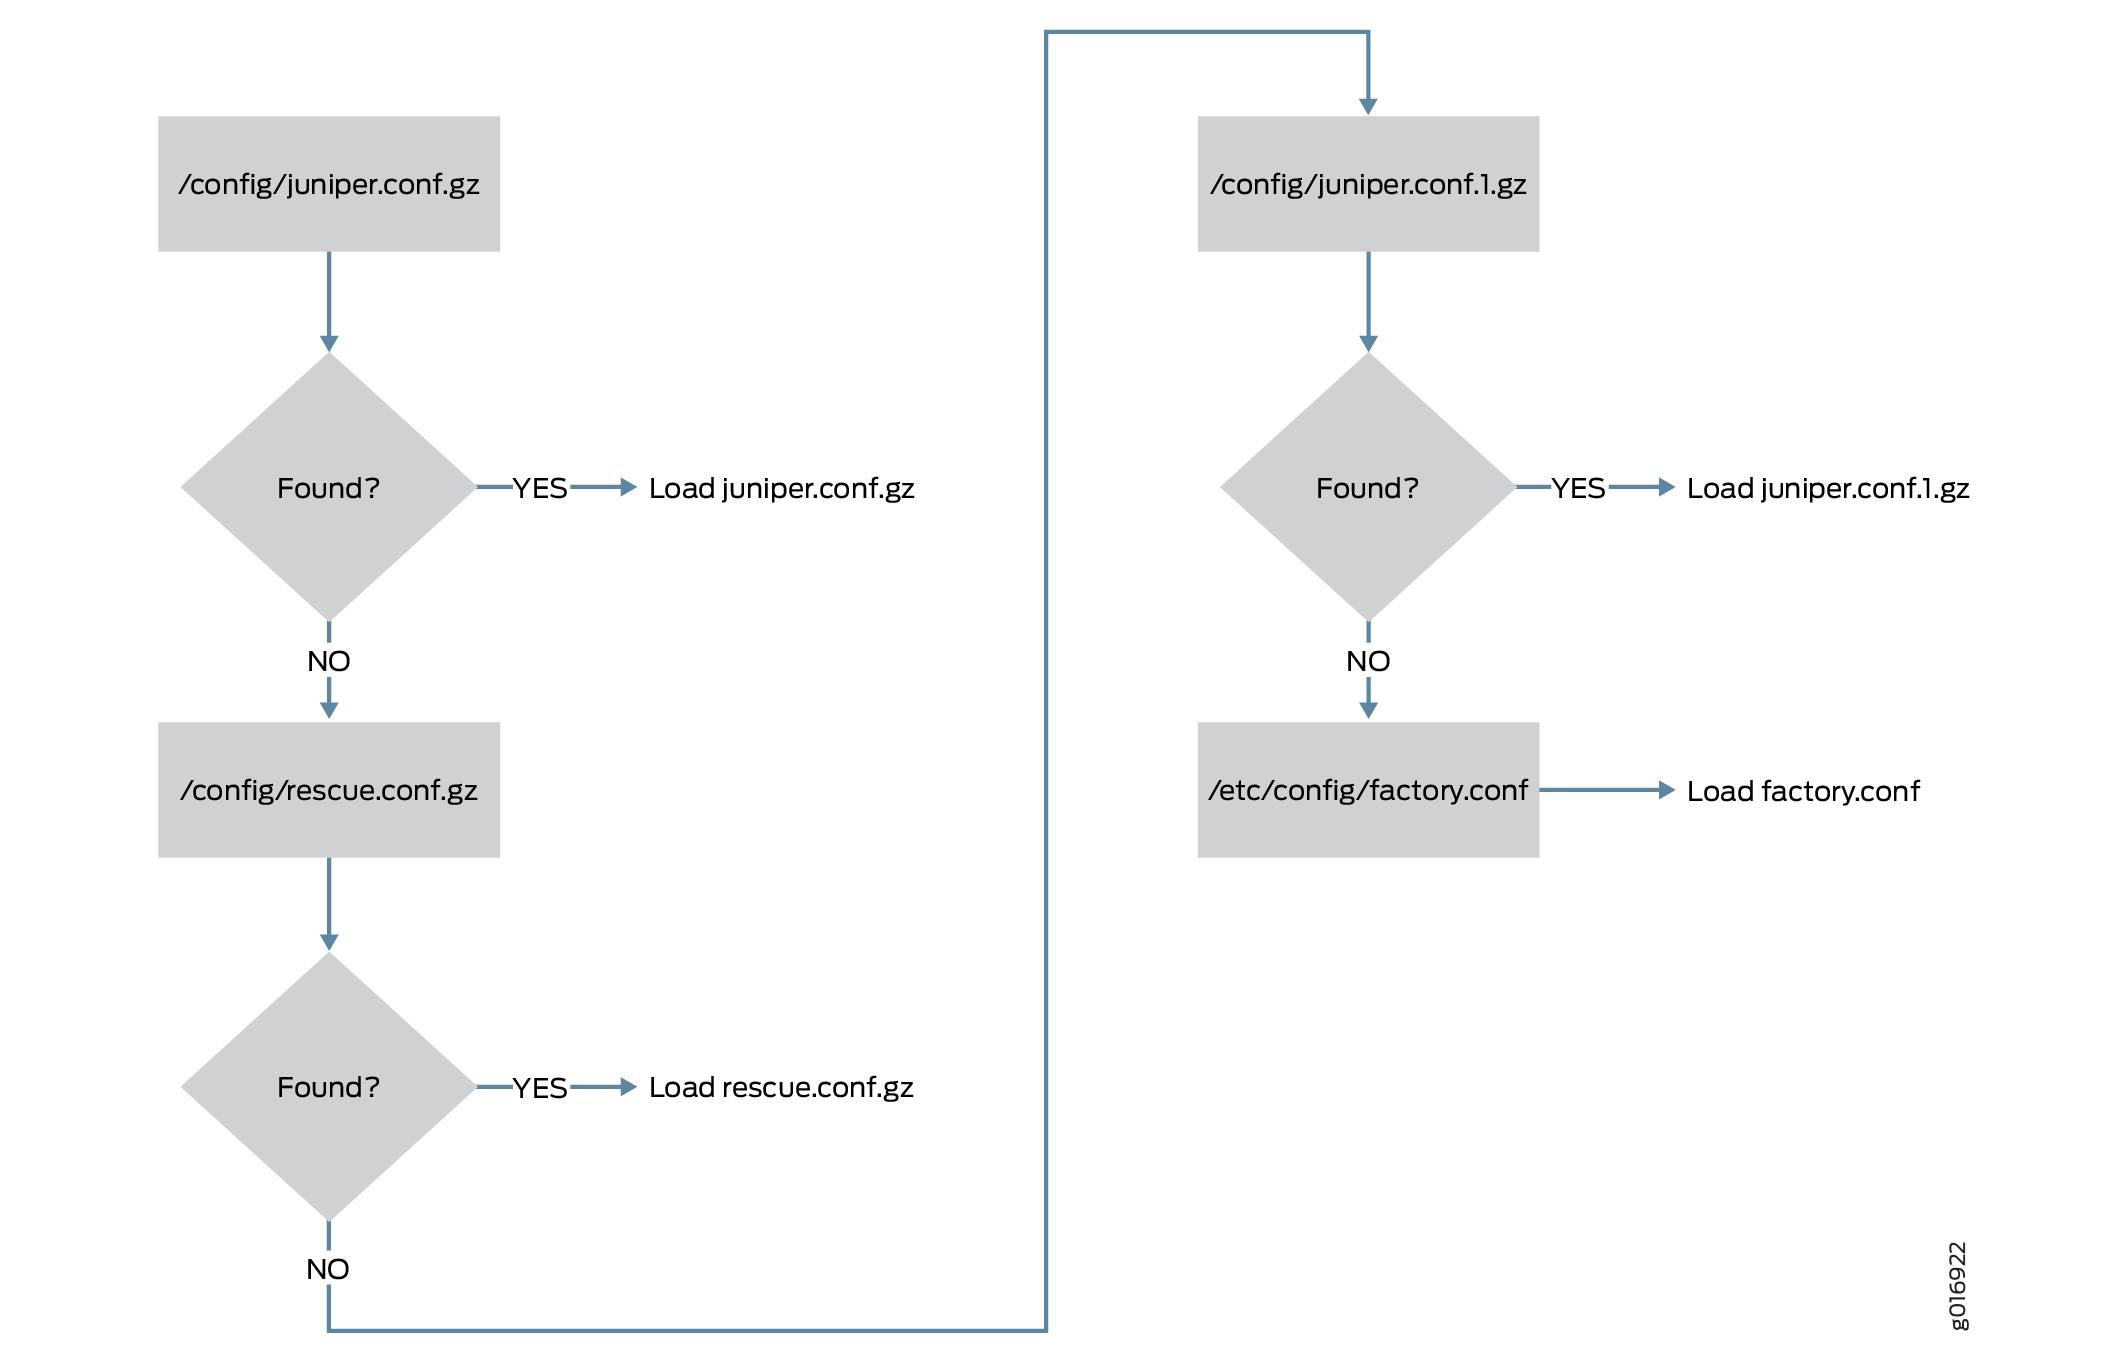 /config/juniper.conf.gz
Found?
YES
Load juniper.conf.gz
NO
/config/rescue.conf.gz
Found?
YES
Load rescue.conf.gz
NO
/config/juniper.conf.1.gz
Found?
YES
Load juniper.conf.1.gz
NO
/etc/config/factory.conf
Load factory.conf
g016922